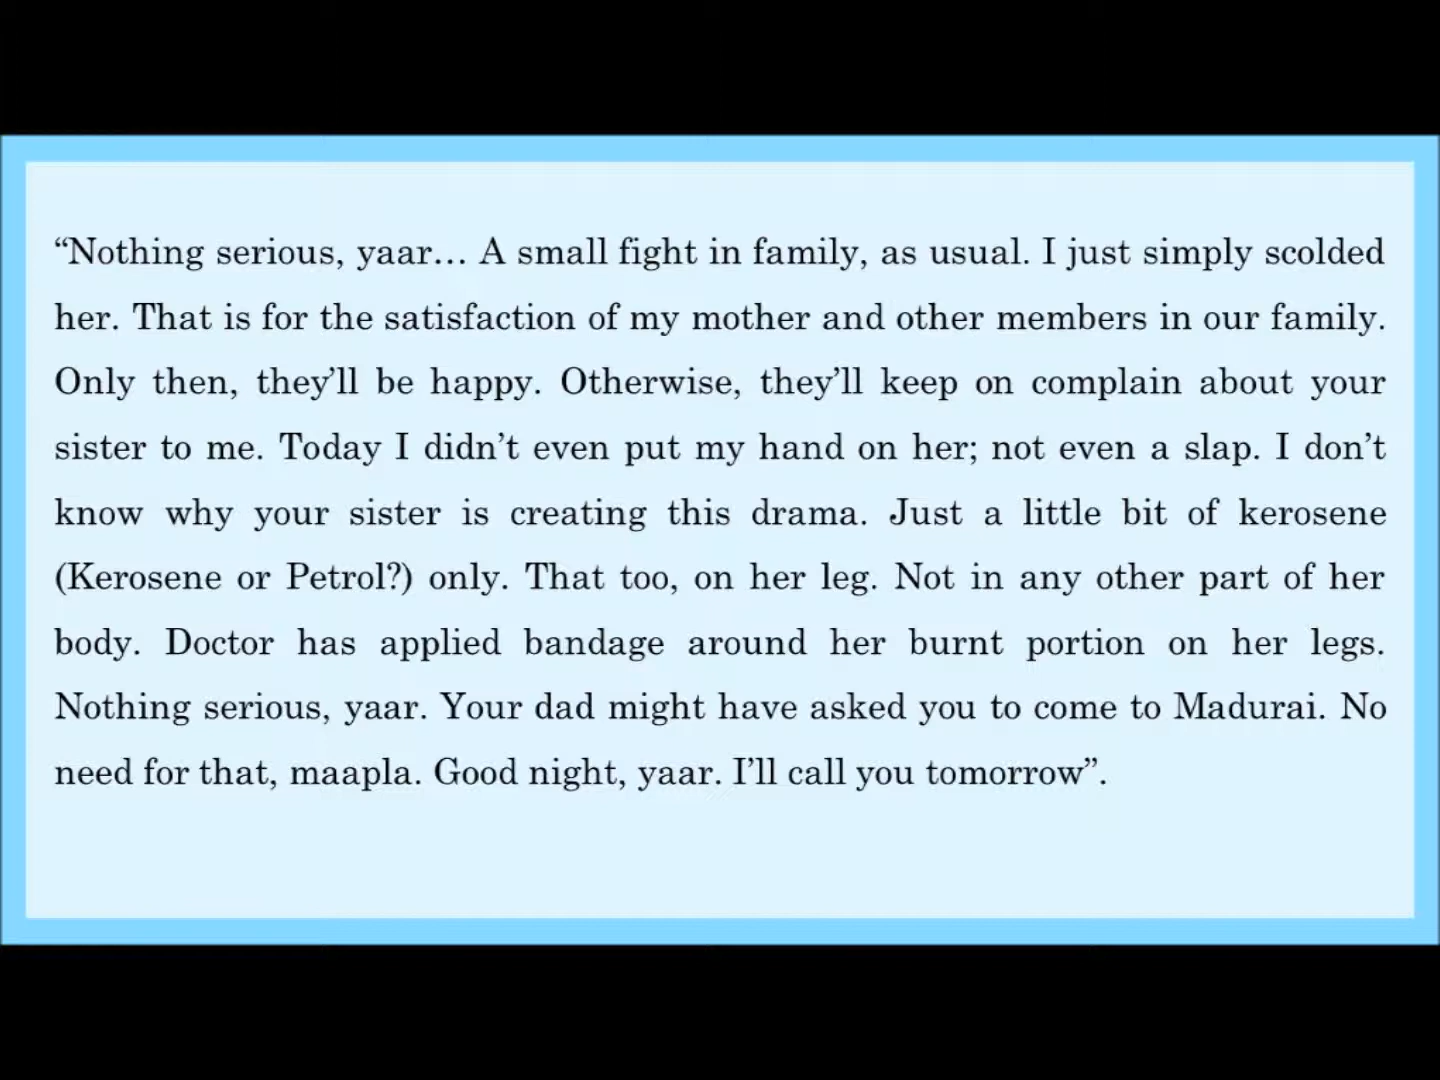 “Nothing serious, yaar… A small fight in family, as usual. I just simply scolded
her. That is for the satisfaction of my mother and other members in our family.
Only then, they’ll be happy. Otherwise, they’ll keep on complain about your
sister to me. Today I didn’t even put my hand on her; not even a slap. I don’t
know why your sister is creating this drama. Just a little bit of kerosene
(Kerosene or Petrol?) only. That too, on her leg. Not in any other part of her
body. Doctor has applied bandage around her burnt portion on her legs.
Nothing serious, yaar. Your dad might have asked you to come to Madurai. No
need for that, maapla. Good night, yaar. I’ll call you tomorrow”.